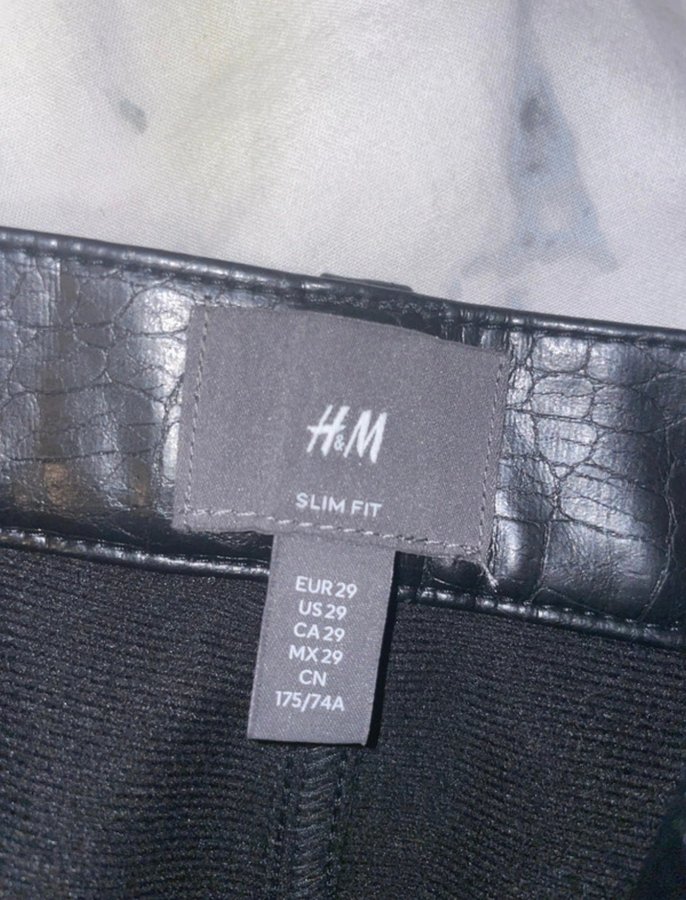 H&M
SLIM FIT
EUR 29
US 29
CA 29
MX 29
CN
175/74A